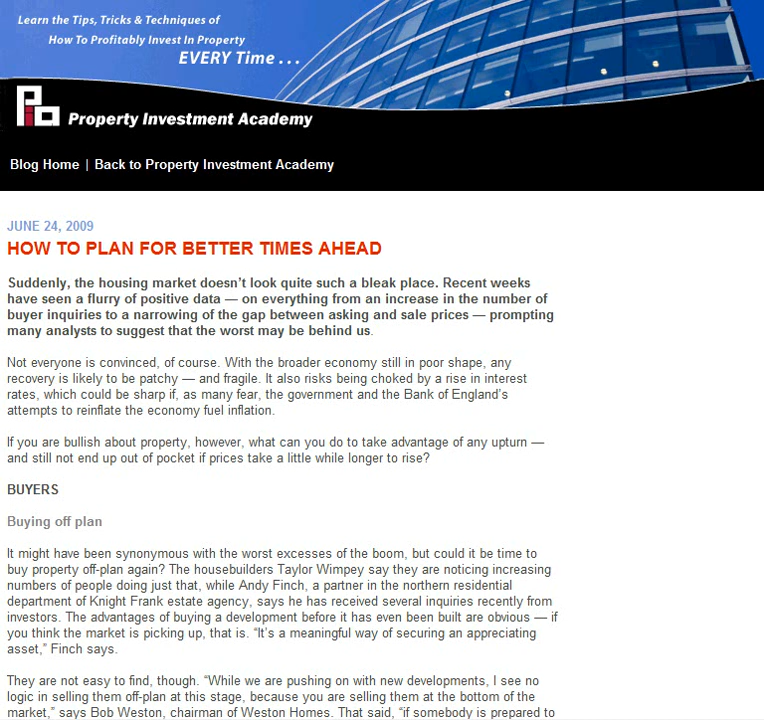 Learn the Tips, Tricks & Techniques of
How To Profitably Invest In Property
EVERY Time . . .
Pia Property Investment Academy
Blog Home | Back to Property Investment Academy
JUNE 24, 2009
HOW TO PLAN FOR BETTER TIMES AHEAD
Suddenly, the housing market doesn’t look quite such a bleak place. Recent weeks
have seen a flurry of positive data — on everything from an increase in the number of
buyer inquiries to a narrowing of the gap between asking and sale prices — prompting
many analysts to suggest that the worst may be behind us.
Not everyone is convinced, of course. With the broader economy still in poor shape, any
recovery is likely to be patchy — and fragile. It also risks being choked by a rise in interest
rates, which could be sharp if, as many fear, the government and the Bank of England’s
attempts to reinflate the economy fuel inflation.
If you are bullish about property, however, what can you do to take advantage of any upturn —
and still not end up out of pocket if prices take a little while longer to rise?
BUYERS
Buying off plan
It might have been synonymous with the worst excesses of the boom, but could it be time to
buy property off-plan again? The housebuilders Taylor Wimpey say they are noticing increasing
numbers of people doing just that, while Andy Finch, a partner in the northern residential
department of Knight Frank estate agency, says he has received several inquiries recently from
investors. The advantages of buying a development before it has even been built are obvious — if
you think the market is picking up, that is. “It’s a meaningful way of securing an appreciating
asset,” Finch says.
They are not easy to find, though. “While we are pushing on with new developments, I see no
logic in selling them off-plan at this stage, because you are selling them at the bottom of the
market,” says Bob Weston, chairman of Weston Homes. That said, “if somebody is prepared to